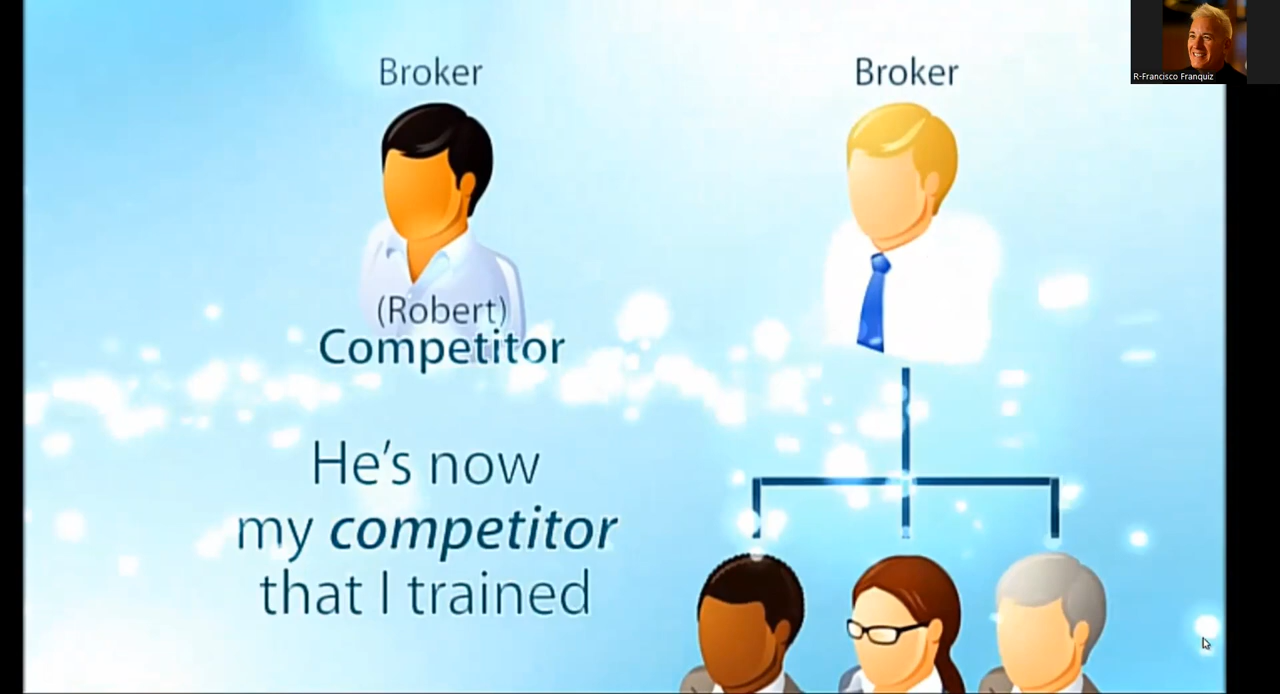 Broker
Broker
R-Francisco Franquiz
(Robert)
Competitor
He's now
my competitor
that I trained